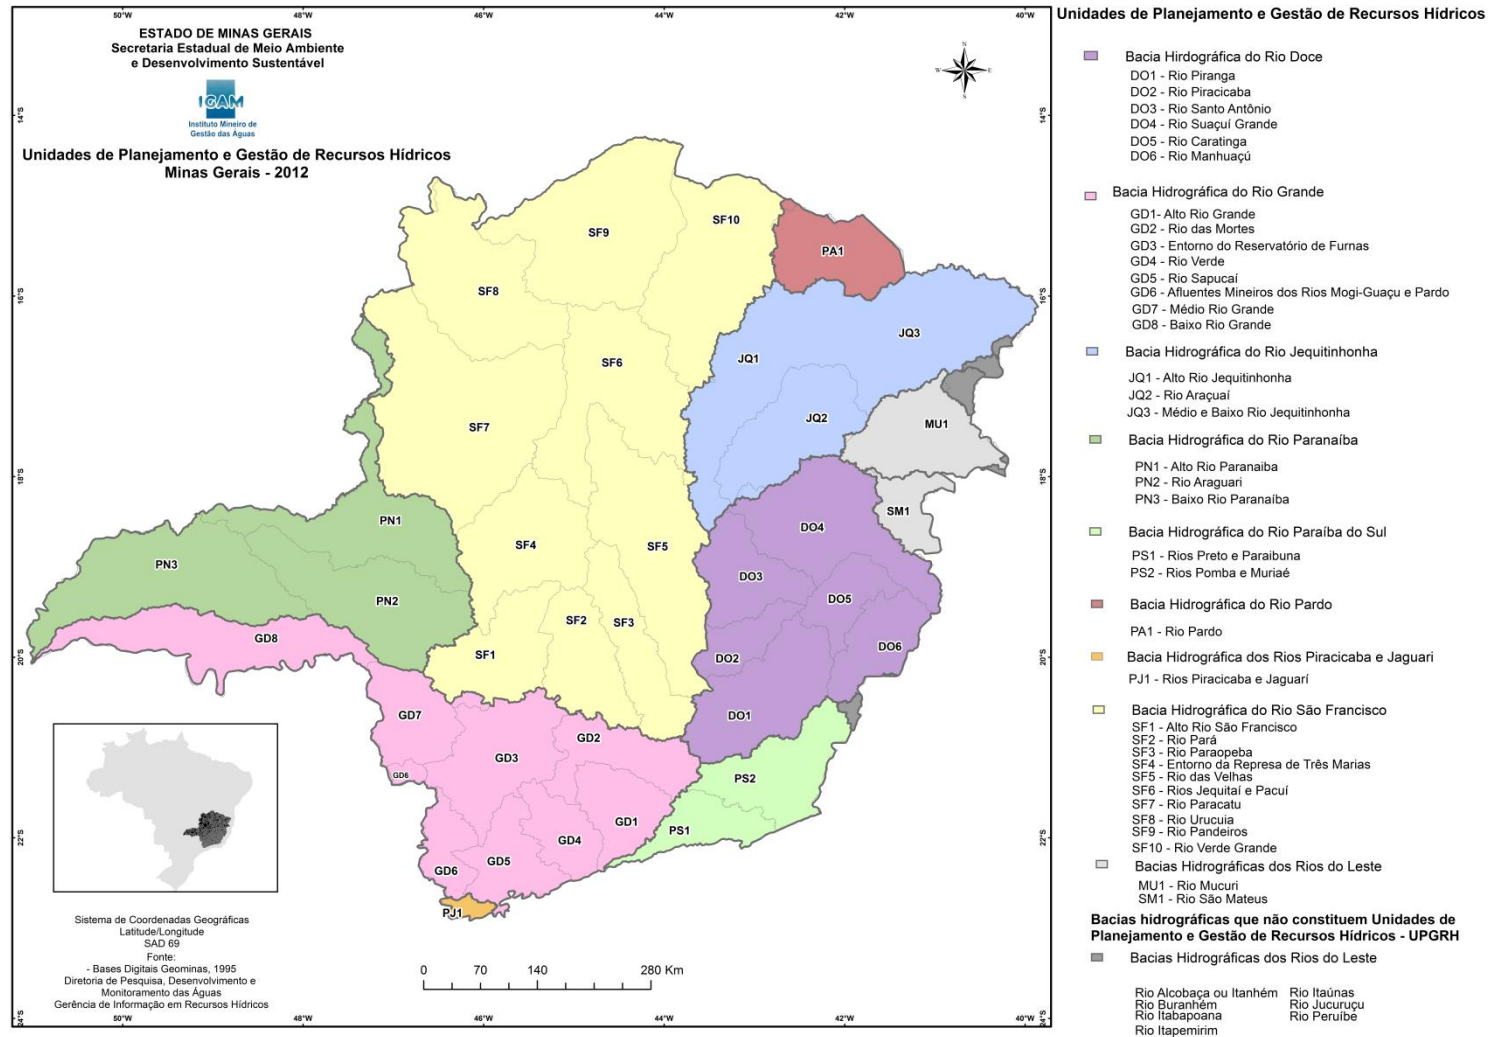 50°W 48°W 46°W 44°W 42°W 40°W
ESTADO DE MINAS GERAIS
Secretaria Estadual de Meio Ambiente
e Desenvolvimento Sustentável
IGAM
Instituto Mineiro de
Gestão das Águas
Unidades de Planejamento e Gestão de Recursos Hídricos
Minas Gerais - 2012
N
W E
S
14°S 14°S
16°S 16°S
18°S 18°S
20°S 20°S
22°S 22°S
24°S 24°S
SF10
SF9
PA1
SF8
JQ3
SF6
JQ1
JQ2
MU1
SF7
SM1
PN1
DO4
SF4
SF5
PN3
DO3
PN2
DO5
SF2
SF3
GD8
DO6
SF1
DO2
GD7
DO1
GD2
GD3
GD6
PS2
GD1
PS1
GD4
GD5
GD6
PJ1
Sistema de Coordenadas Geográficas
Latitude/Longitude
SAD 69
Fonte:
- Bases Digitais Geominas, 1995
Diretoria de Pesquisa, Desenvolvimento e
Monitoramento das Águas
Gerência de Informação em Recursos Hídricos
0 70 140 280 Km
50°W 48°W 46°W 44°W 42°W 40°W
Unidades de Planejamento e Gestão de Recursos Hídricos
Bacia Hirdográfica do Rio Doce
DO1 - Rio Piranga
DO2 - Rio Piracicaba
DO3 - Rio Santo Antônio
DO4 - Rio Suaçuí Grande
DO5 - Rio Caratinga
DO6 - Rio Manhuaçú
Bacia Hidrográfica do Rio Grande
GD1- Alto Rio Grande
GD2 - Rio das Mortes
GD3 - Entorno do Reservatório de Furnas
GD4 - Rio Verde
GD5 - Rio Sapucaí
GD6 - Afluentes Mineiros dos Rios Mogi-Guaçu e Pardo
GD7 - Médio Rio Grande
GD8 - Baixo Rio Grande
Bacia Hidrográfica do Rio Jequitinhonha
JQ1 - Alto Rio Jequitinhonha
JQ2 - Rio Araçuaí
JQ3 - Médio e Baixo Rio Jequitinhonha
Bacia Hidrográfica do Rio Paranaíba
PN1 - Alto Rio Paranaiba
PN2 - Rio Araguari
PN3 - Baixo Rio Paranaíba
Bacia Hidrográfica do Rio Paraíba do Sul
PS1 - Rios Preto e Paraibuna
PS2 - Rios Pomba e Muriaé
Bacia Hidrográfica do Rio Pardo
PA1 - Rio Pardo
Bacia Hidrográfica dos Rios Piracicaba e Jaguari
PJ1 - Rios Piracicaba e Jaguarí
Bacia Hidrográfica do Rio São Francisco
SF1 - Alto Rio São Francisco
SF2 - Rio Pará
SF3 - Rio Paraopeba
SF4 - Entorno da Represa de Três Marias
SF5 - Rio das Velhas
SF6 - Rios Jequitaí e Pacuí
SF7 - Rio Paracatu
SF8 - Rio Urucuia
SF9 - Rio Pandeiros
SF10 - Rio Verde Grande
Bacias Hidrográficas dos Rios do Leste
MU1 - Rio Mucuri
SM1 - Rio São Mateus
Bacias hidrográficas que não constituem Unidades de
Planejamento e Gestão de Recursos Hídricos - UPGRH
Bacias Hidrográficas dos Rios do Leste
Rio Alcobaça ou Itanhém Rio Itaúnas
Rio Buranhém Rio Jucuruçu
Rio Itabapoana Rio Peruíbe
Rio Itapemirim